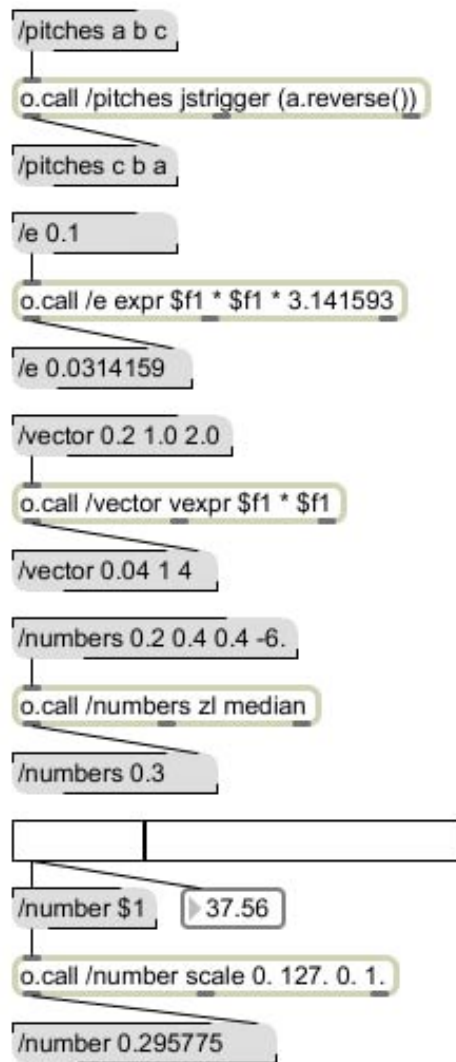 /pitches a b c
o.call /pitches jstrigger (a.reverse())
/pitches c b a
/e 0.1
o.call /e expr $f1 * $f1 * 3.141593
/e 0.0314159
/vector 0.2 1.0 2.0
o.call /vector vexpr $f1 * $f1
/vector 0.04 1 4
/numbers 0.2 0.4 0.4 -6.
o.call /numbers zl median
/numbers 0.3
/number $1 37.56
o.call /number scale 0. 127. 0. 1.
/number 0.295775